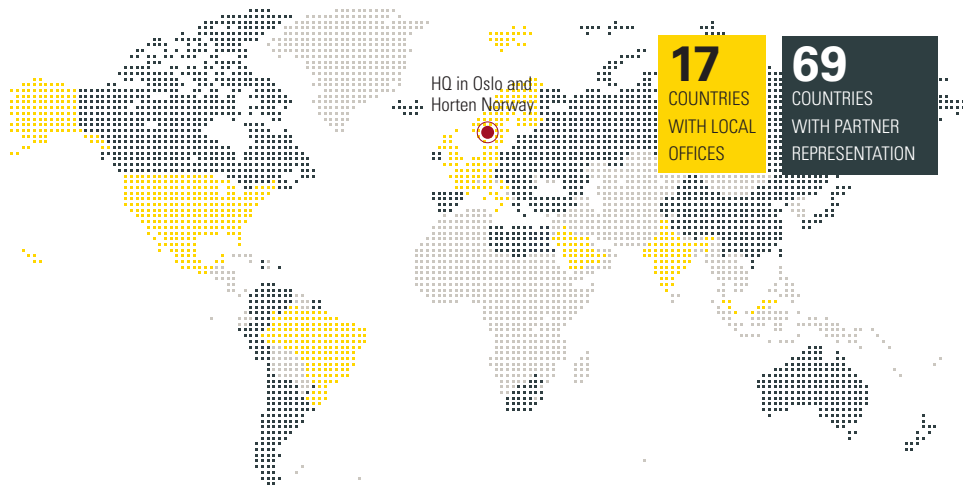 HQ in Oslo and
Horten Norway
17
COUNTRIES
WITH LOCAL
OFFICES
69
COUNTRIES
WITH PARTNER
REPRESENTATION